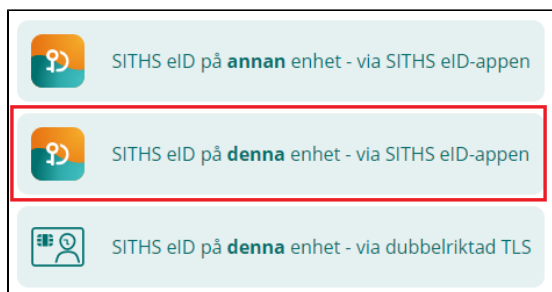 SITHS eID på annan enhet - via SITHS eID-appen
SITHS eID på denna enhet - via SITHS eID-appen
SITHS eID på denna enhet - via dubbelriktad TLS